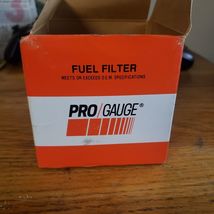 FUEL FILTER
MEETS OR EXCEEDS O.E.M. SPECIFICATIONS
PRO/GAUGE®